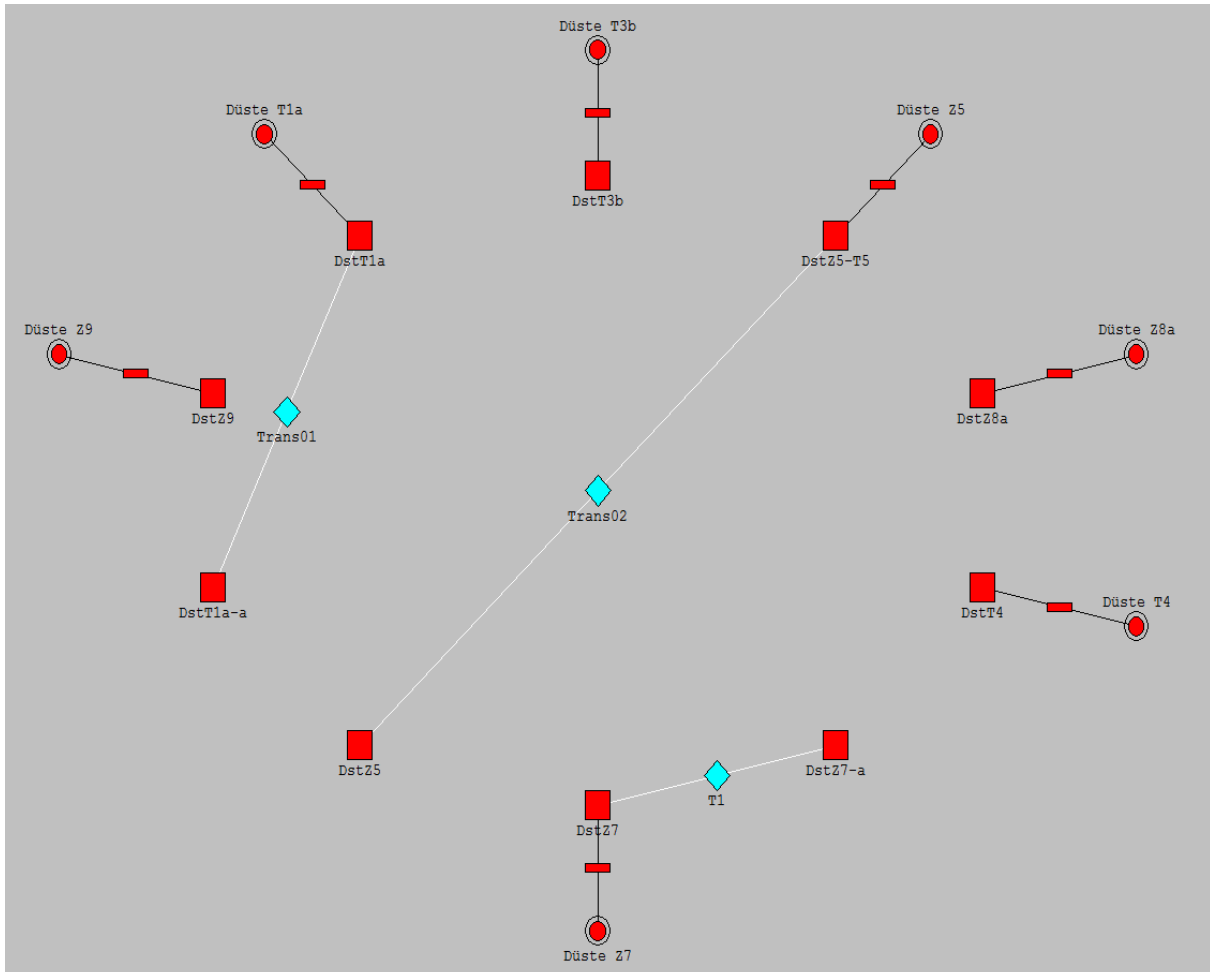 Düste T3b
Düste T1a
Düste Z5
DstT3b
DstT1a
DstZ5-T5
Düste Z9
Düste Z8a
DstZ9
DstZ8a
Trans01
Trans02
DstT1a-a
DstT4
Düste T4
DstZ5
DstZ7-a
T1
DstZ7
Düste Z7